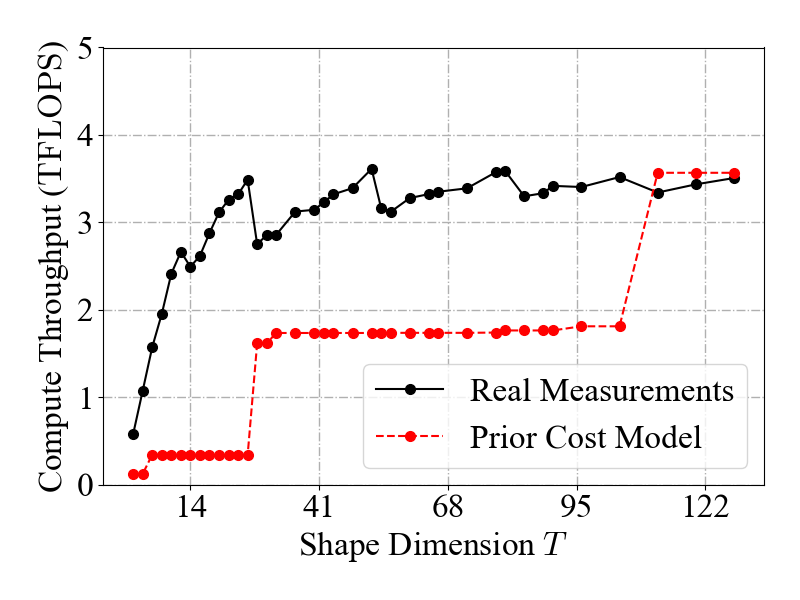 5
4
3
2
1
0
Compute Throughput (TFLOPS)
Real Measurements
Prior Cost Model
14 41 68 95 122
Shape Dimension T